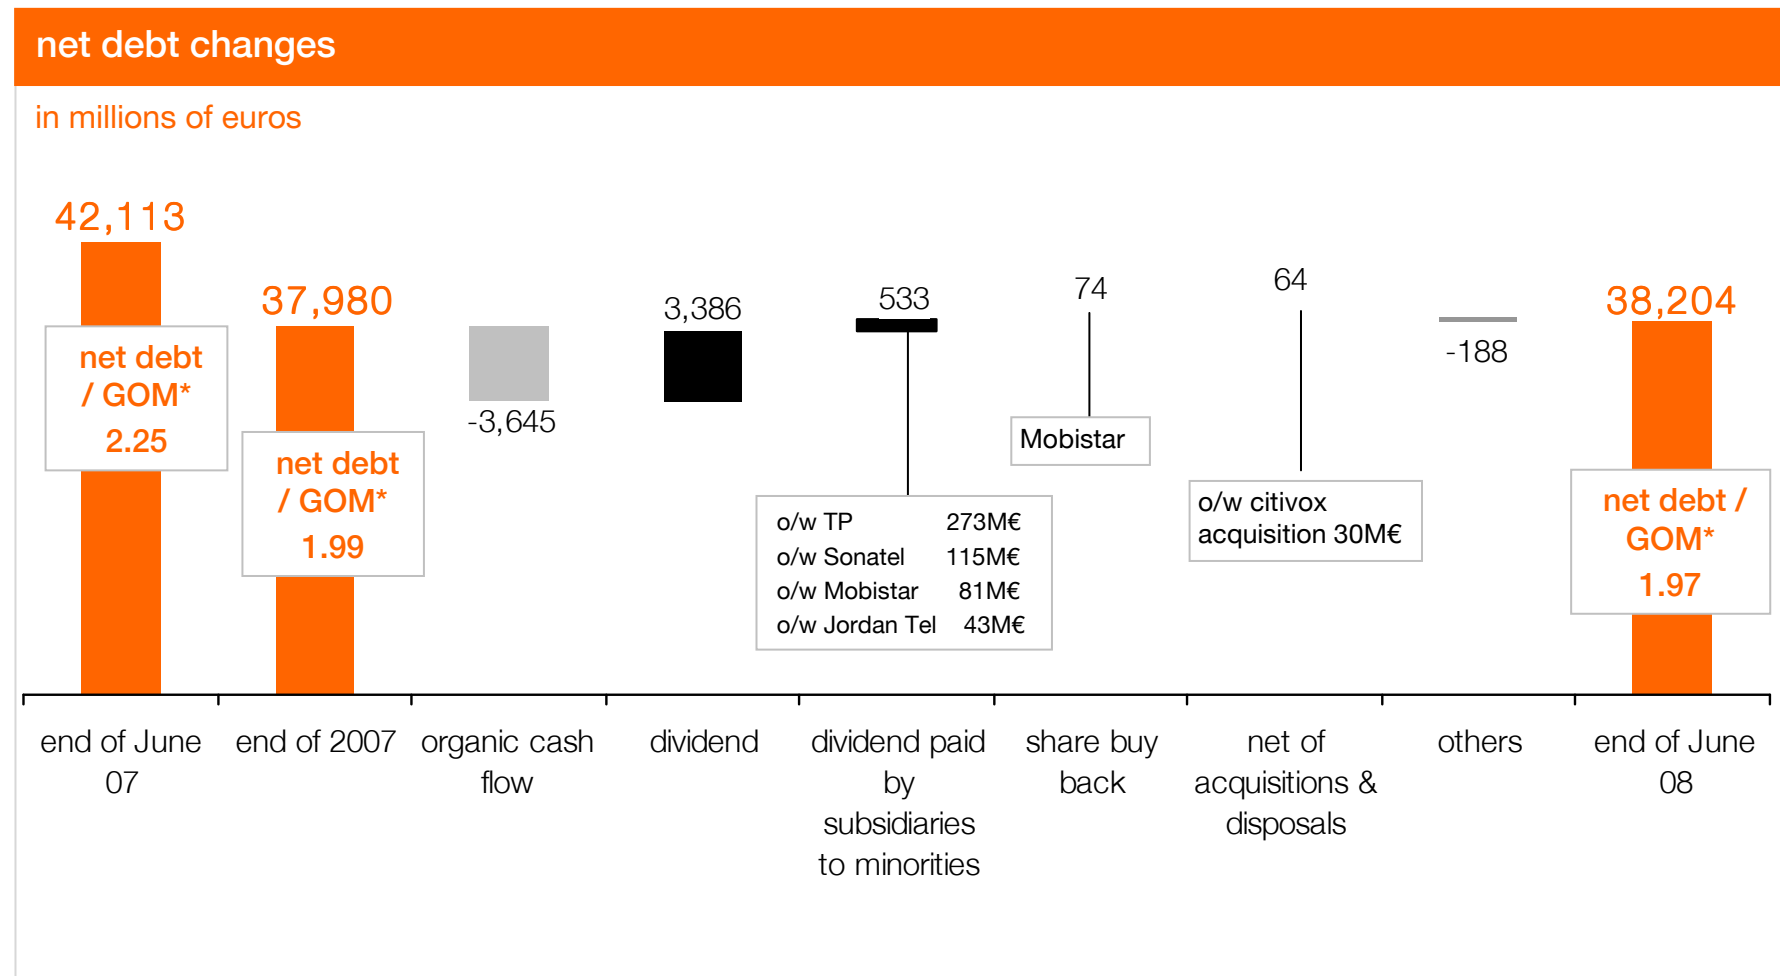 net debt changes
in millions of euros
42,113
37,980
3,386
533
74
64
38,204
-3,645
-188
net debt
/ GOM*
2.25
net debt
/ GOM*
1.99
Mobistar
o/w TP 273M€
o/w Sonatel 115M€
o/w Mobistar 81M€
o/w Jordan Tel 43M€
o/w citivox
acquisition 30M€
net debt /
GOM*
1.97
end of June
07
end of 2007
organic cash
flow
dividend
dividend paid
by
subsidiaries
to minorities
share buy
back
net of
acquisitions &
disposals
others
end of June
08